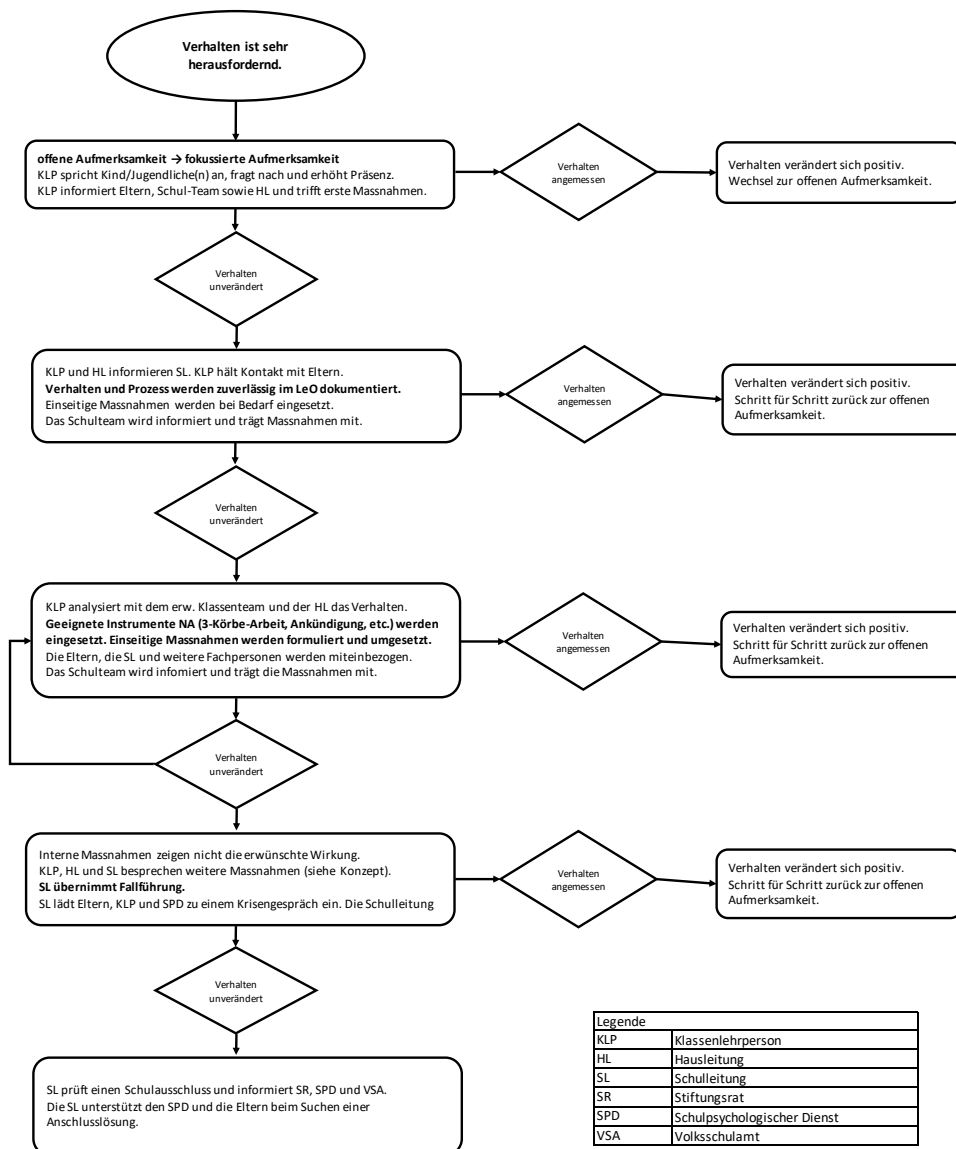 Verhalten ist sehr
herausfordernd.
offene Aufmerksamkeit → fokussierte Aufmerksamkeit
KLP spricht Kind/Jugendliche(n) an, fragt nach und erhöht Präsenz.
KLP informiert Eltern, Schul-Team sowie HL und trifft erste Massnahmen.
Verhalten
angemessen
Verhalten verändert sich positiv.
Wechsel zur offenen Aufmerksamkeit.
Verhalten
unverändert
KLP und HL informieren SL. KLP hält Kontakt mit Eltern.
Verhalten und Prozess werden zuverlässig im LeO dokumentiert.
Einseitige Massnahmen werden bei Bedarf eingesetzt.
Das Schulteam wird informiert und trägt Massnahmen mit.
Verhalten
angemessen
Verhalten verändert sich positiv.
Schritt für Schritt zurück zur offenen
Aufmerksamkeit.
Verhalten
unverändert
KLP analysiert mit dem erw. Klassenteam und der HL das Verhalten.
Geeignete Instrumente NA (3-Körbe-Arbeit, Ankündigung, etc.) werden
eingesetzt. Einseitige Massnahmen werden formuliert und umgesetzt.
Die Eltern, die SL und weitere Fachpersonen werden miteinbezogen.
Das Schulteam wird infomiert und trägt die Massnahmen mit.
Verhalten
angemessen
Verhalten verändert sich positiv.
Schritt für Schritt zurück zur offenen
Aufmerksamkeit.
Verhalten
unverändert
Interne Massnahmen zeigen nicht die erwünschte Wirkung.
KLP, HL und SL besprechen weitere Massnahmen (siehe Konzept).
SL übernimmt Fallführung.
SL lädt Eltern, KLP und SPD zu einem Krisengespräch ein. Die Schulleitung
Verhalten
angemessen
Verhalten verändert sich positiv.
Schritt für Schritt zurück zur offenen
Aufmerksamkeit.
Verhalten
unverändert
SL prüft einen Schulausschluss und informiert SR, SPD und VSA.
Die SL unterstützt den SPD und die Eltern beim Suchen einer
Anschlusslösung.
Legende
KLP Klassenlehrperson
HL Hausleitung
SL Schulleitung
SR Stiftungsrat
SPD Schulpsychologischer Dienst
VSA Volksschulamt